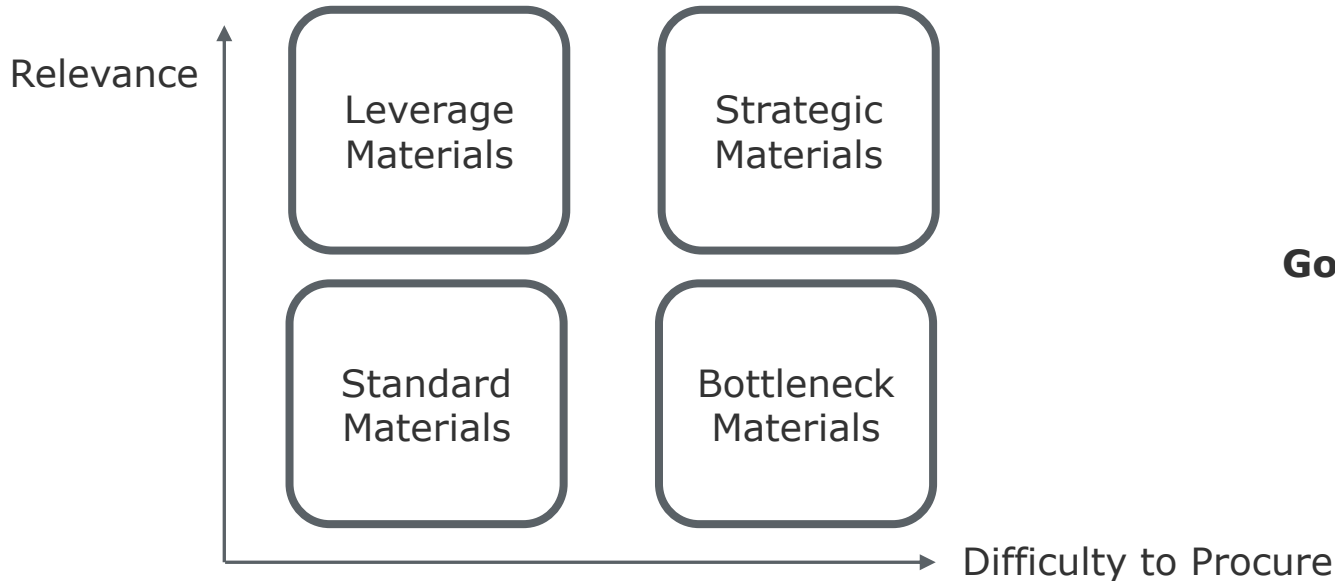 Relevance
Leverage
Materials
Strategic
Materials
Go
Standard
Materials
Bottleneck
Materials
Difficulty to Procure